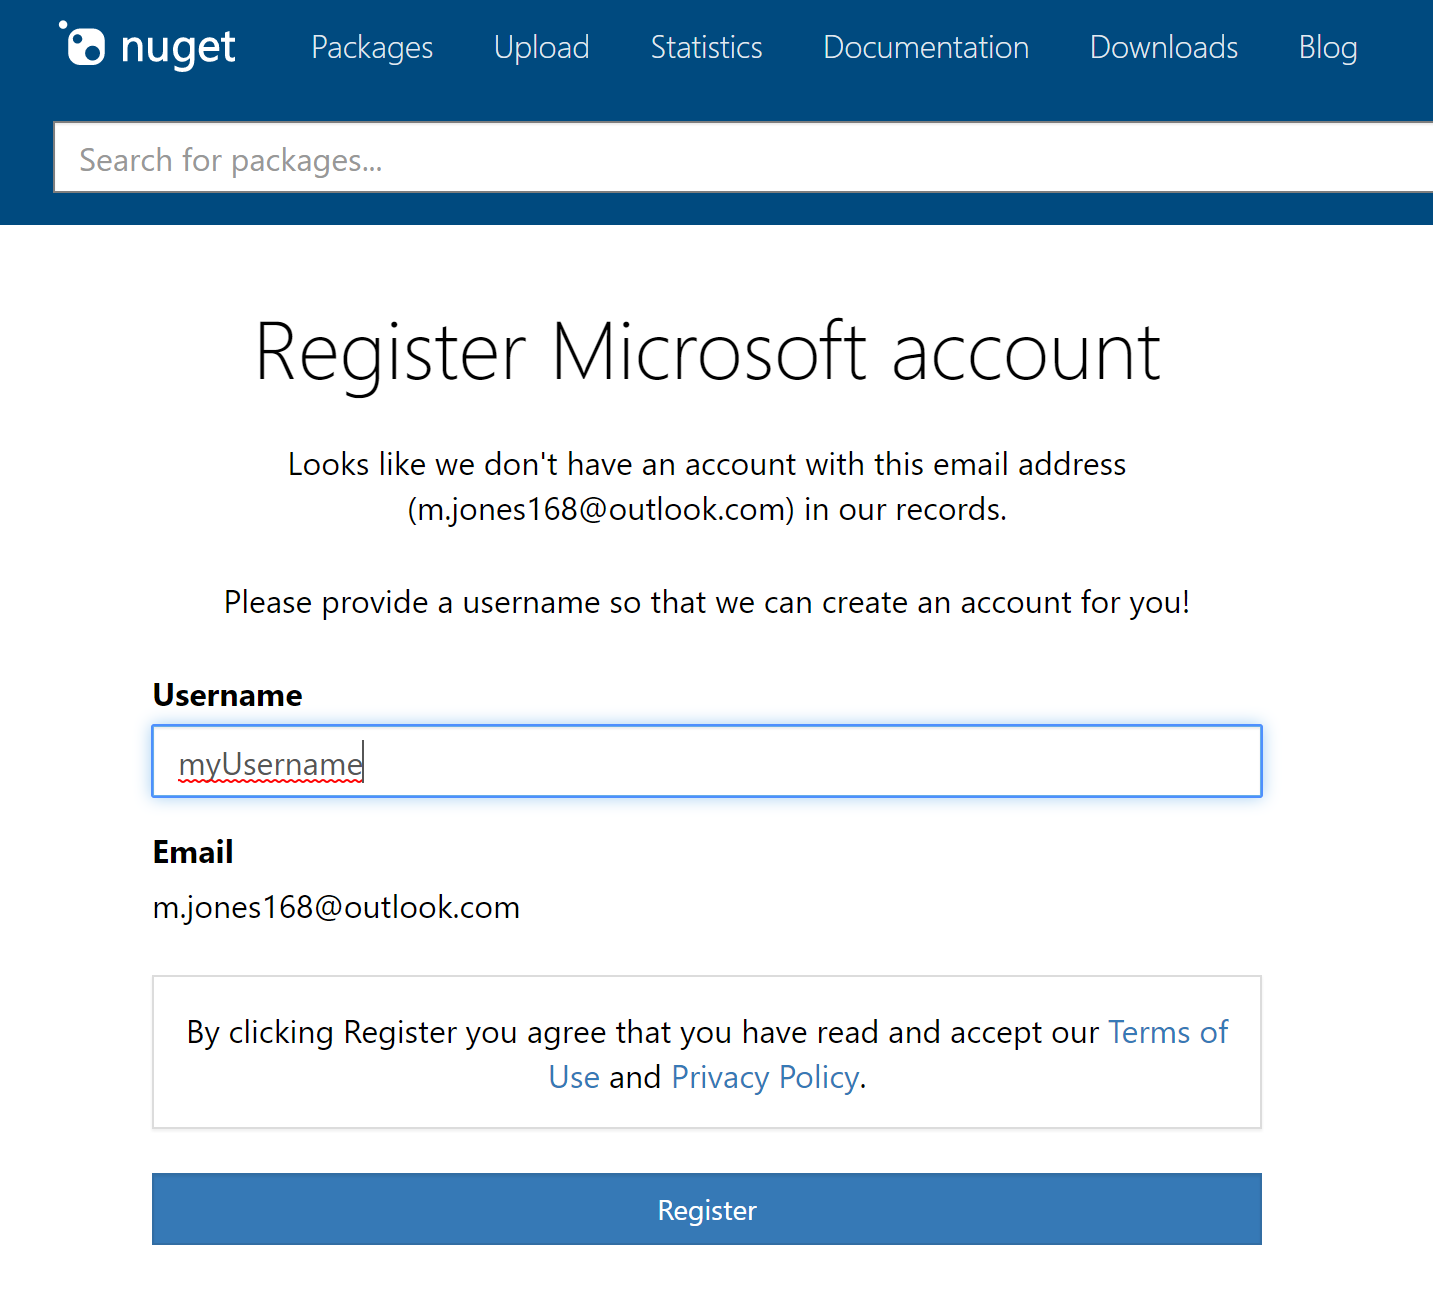 nuget Packages Upload Statistics Documentation Downloads Blog
Search for packages...
Register Microsoft account
Looks like we don't have an account with this email address
(m.jones168@outlook.com) in our records.
Please provide a username so that we can create an account for you!
Username
myUsername
Email
m.jones168@outlook.com
By clicking Register you agree that you have read and accept our Terms of
Use and Privacy Policy.
Register